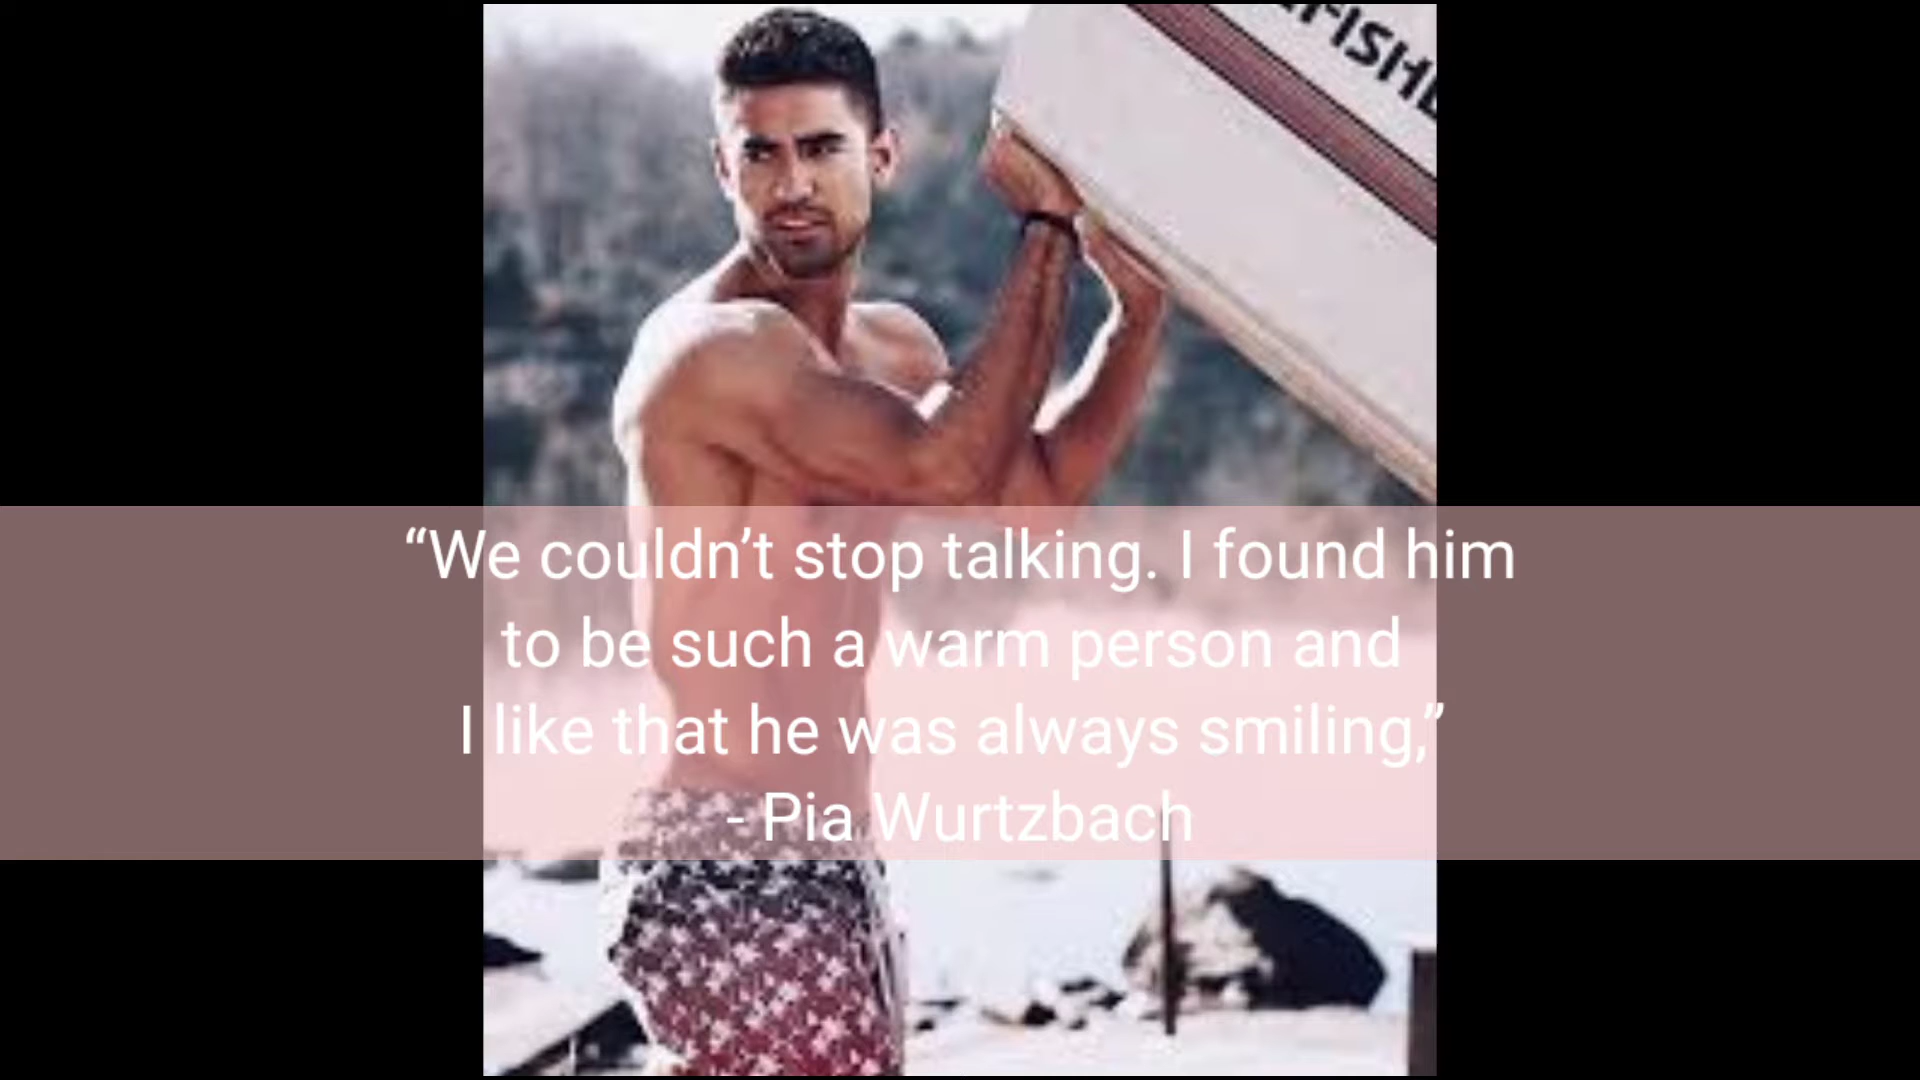 FISH
“We couldn’t stop talking. I found him
to be such a warm person and
I like that he was always smiling,”
- Pia Wurtzbach